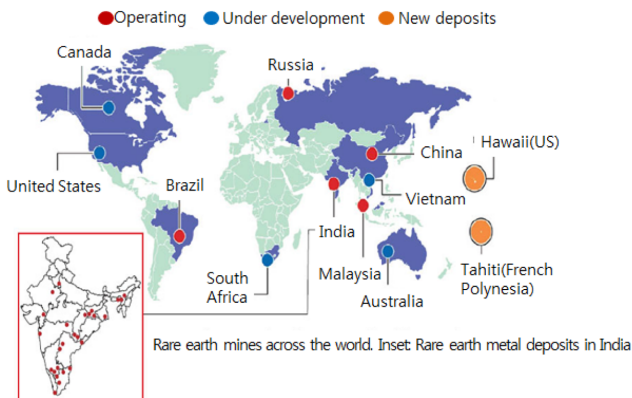 Operating Under development New deposits
Canada
Russia
China
Hawaii(US)
United States
Brazil
Vietnam
India
Malaysia
Tahiti(French
Polynesia)
South
Africa
Australia
Rare earth mines across the world. Inset: Rare earth metal deposits in India